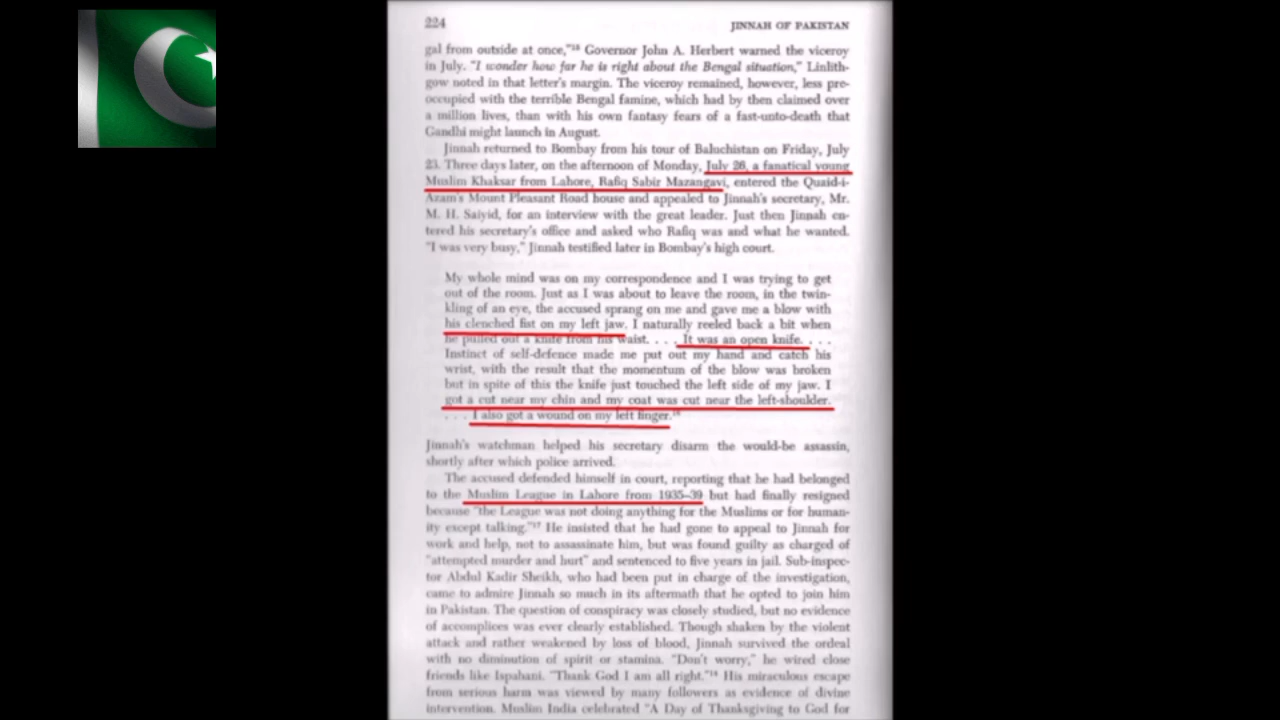 224
JINNAH OF PAKISTAN
gal from outside at once,"15 Governor John A. Herbert warned the viceroy
in July. "I wonder how far he is right about the Bengal situation," Linlith-
gow noted in that letter's margin. The viceroy remained, however, less pre-
occupied with the terrible Bengal famine, which had by then claimed over
a million lives, than with his own fantasy fears of a fast-unto-death that
Gandhi might launch in August.
Jinnah returned to Bombay from his tour of Baluchistan on Friday, July
23. Three days later, on the afternoon of Monday, July 26, a fanatical young
Muslim Khaksar from Lahore, Rafiq Sabir Mazangavi, entered the Quaid-i-
Azam's Mount Pleasant Road house and appealed to Jinnah's secretary, Mr.
M. H. Saiyid, for an interview with the great leader. Just then Jinnah en-
tered his secretary's office and asked who Rafiq was and what he wanted.
"I was very busy," Jinnah testified later in Bombay's high court.
My whole mind was on my correspondence and I was trying to get
out of the room. Just as I was about to leave the room, in the twin-
kling of an eye, the accused sprang on me and gave me a blow with
his clenched fist on my left jaw. I naturally reeled back a bit when
he pulled out a knife from his waist. . . . It was an open knife. . . .
Instinct of self-defence made me put out my hand and catch his
wrist, with the result that the momentum of the blow was broken
but in spite of this the knife just touched the left side of my jaw. I
got a cut near my chin and my coat was cut near the left-shoulder.
. . . I also got a wound on my left finger.16
Jinnah's watchman helped his secretary disarm the would-be assassin,
shortly after which police arrived.
The accused defended himself in court, reporting that he had belonged
to the Muslim League in Lahore from 1935–39 but had finally resigned
because "the League was not doing anything for the Muslims or for human-
ity except talking."17 He insisted that he had gone to appeal to Jinnah for
work and help, not to assassinate him, but was found guilty as charged of
"attempted murder and hurt" and sentenced to five years in jail. Sub-inspec-
tor Abdul Kadir Sheikh, who had been put in charge of the investigation,
came to admire Jinnah so much in its aftermath that he opted to join him
in Pakistan. The question of conspiracy was closely studied, but no evidence
of accomplices was ever clearly established. Though shaken by the violent
attack and rather weakened by loss of blood, Jinnah survived the ordeal
with no diminution of spirit or stamina. "Don't worry," he wired close
friends like Ispahani. "Thank God I am all right."18 His miraculous escape
from serious harm was viewed by many followers as evidence of divine
intervention. Muslim India celebrated "A Day of Thanksgiving to God for